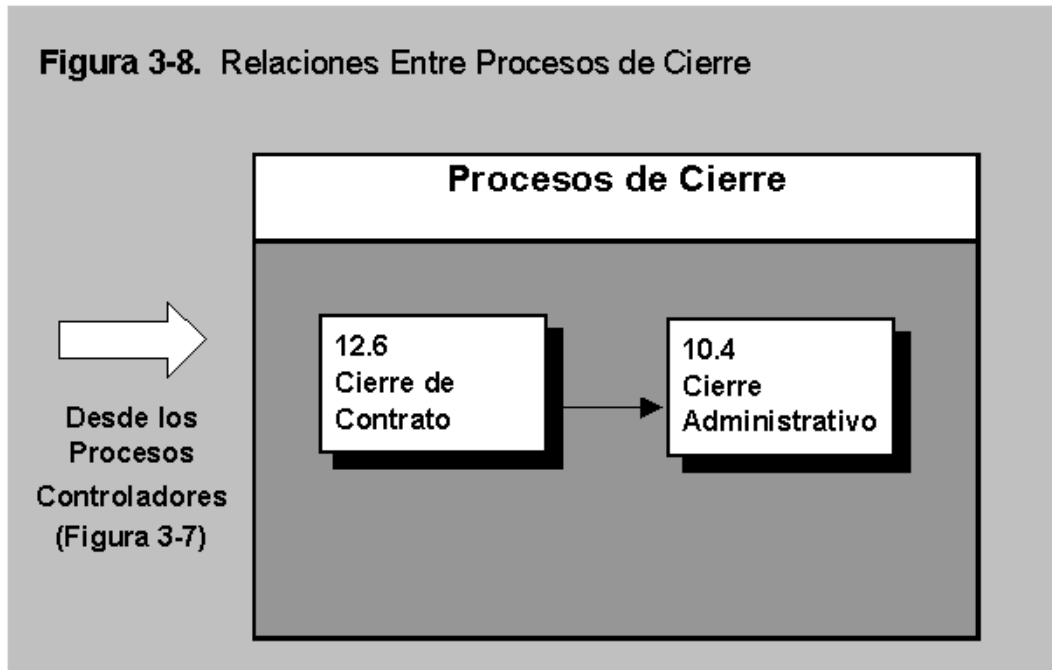 Figura 3-8. Relaciones Entre Procesos de Cierre
Procesos de Cierre
Desde los
Procesos
Controladores
(Figura 3-7)
12.6
Cierre de
Contrato
10.4
Cierre
Administrativo